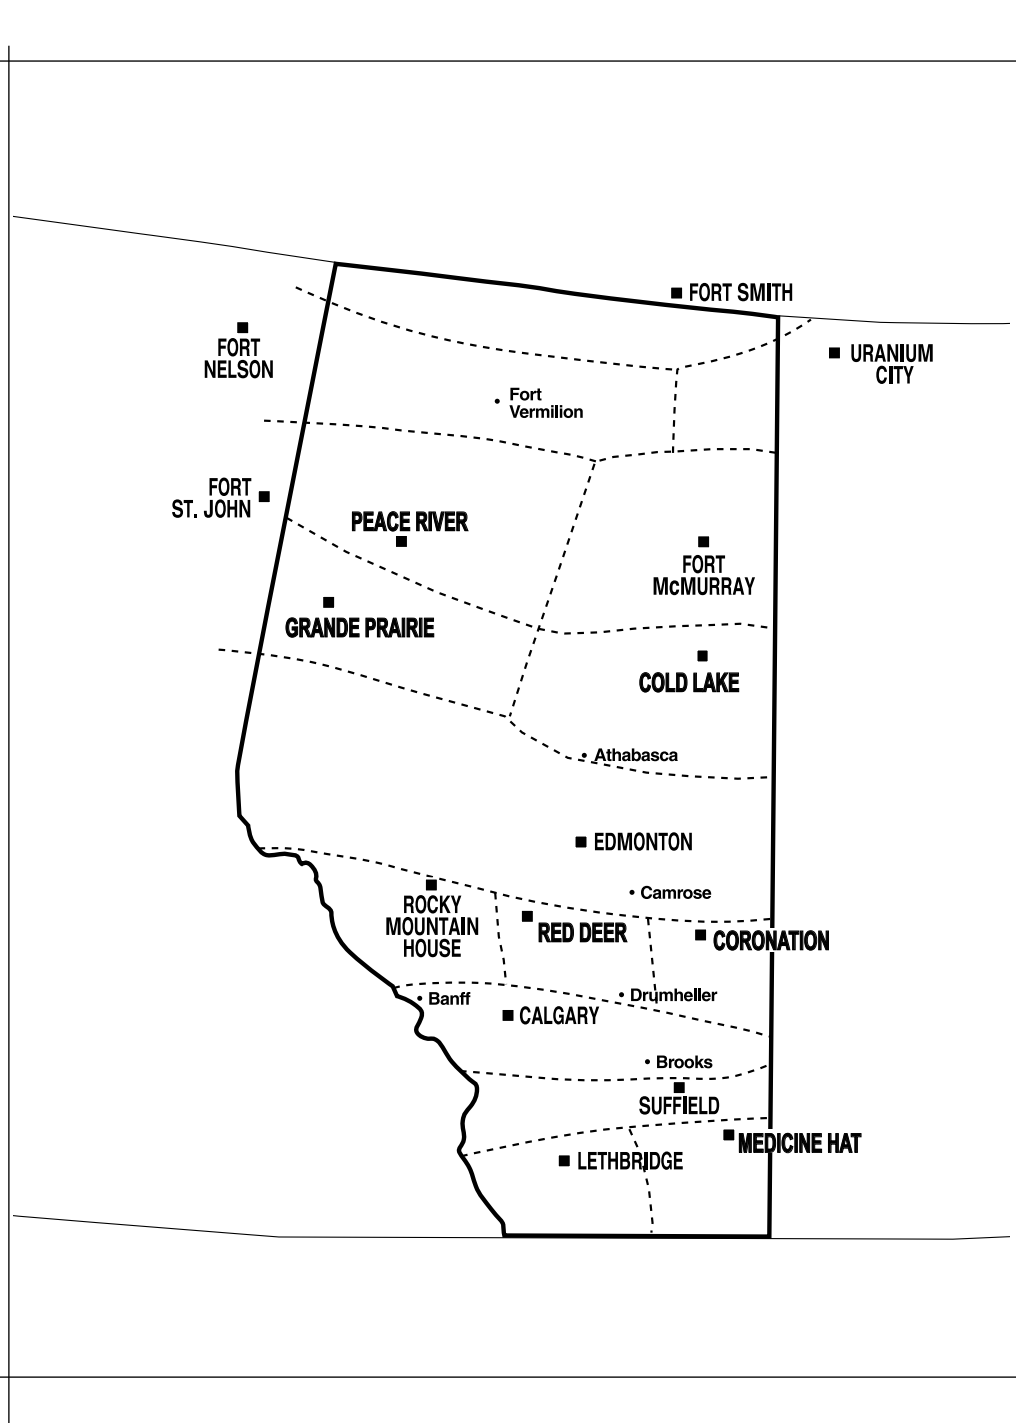 FORT SMITH
FORT
NELSON
URANIUM
CITY
Fort
Vermilion
FORT
ST. JOHN
PEACE RIVER
FORT
McMURRAY
GRANDE PRAIRIE
COLD LAKE
Athabasca
EDMONTON
Camrose
ROCKY
MOUNTAIN
HOUSE
RED DEER
CORONATION
Banff
Drumheller
CALGARY
Brooks
SUFFIELD
MEDICINE HAT
LETHBRIDGE